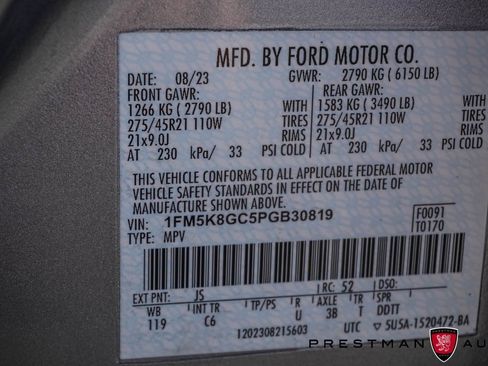 MFD. BY FORD MOTOR CO.
DATE: 08/23 GVWR: 2790 KG ( 6150 LB)
FRONT GAWR: REAR GAWR:
1266 KG ( 2790 LB) WITH 1583 KG ( 3490 LB) WITH
275/45R21 110W TIRES 275/45R21 110W TIRES
21x9.0J RIMS 21x9.0J RIMS
AT 230 kPa/ 33 PSI COLD AT 230 kPa/ 33 PSI COLD
THIS VEHICLE CONFORMS TO ALL APPLICABLE FEDERAL MOTOR
VEHICLE SAFETY AND THEFT PREVENTION STANDARDS IN
EFFECT ON THE DATE OF MANUFACTURE
SHOWN ABOVE.
VIN: 1FM5K8GC5PGB30819 F0091
TYPE: MPV T0170
EXT PNT: JS RC: 52 DSO:
WB INT TR TP/PS R AXLE TR SPR
119 C6 U 3B T DDTT
1202308215603 UTC 5U5A-1520472-BA
PRESTMAN AU